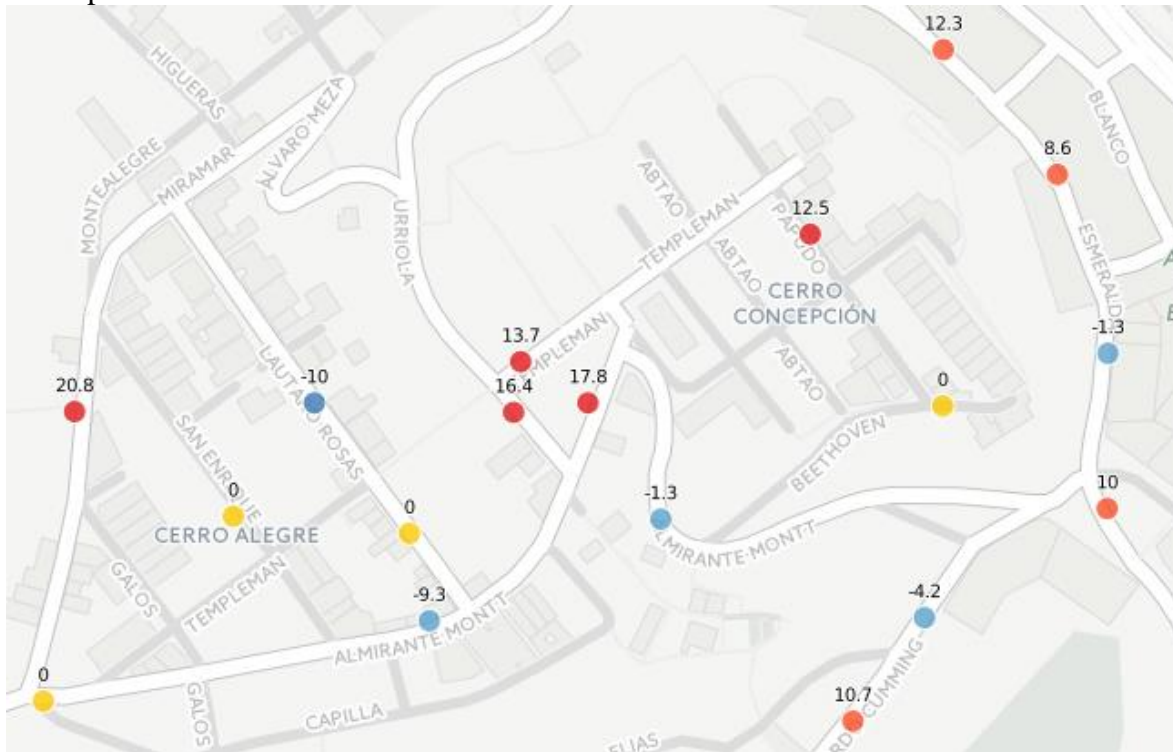 12.3
HIGUERAS
ALVARO MEZA
BLANCO
MONTEALEGRE
MIRAMAR
8.6
ABTAO
URRIOLA
TEMPLEMAN
PAPUDO
12.5
ABTAO
ESMERALD
CERRO
CONCEPCIÓN
13.7
TEMPLEMAN
-1.3
LAUTARO ROSAS
-10
20.8
16.4
17.8
ABTAO
0
SAN ENRIQUE
BEETHOVEN
0
0
-1.3
10
CERRO ALEGRE
ALMIRANTE MONTT
GALOS
TEMPLEMAN
-9.3
-4.2
ALMIRANTE MONTT
0
GALOS
CAPILLA
10.7
CUMMING
ELIAS